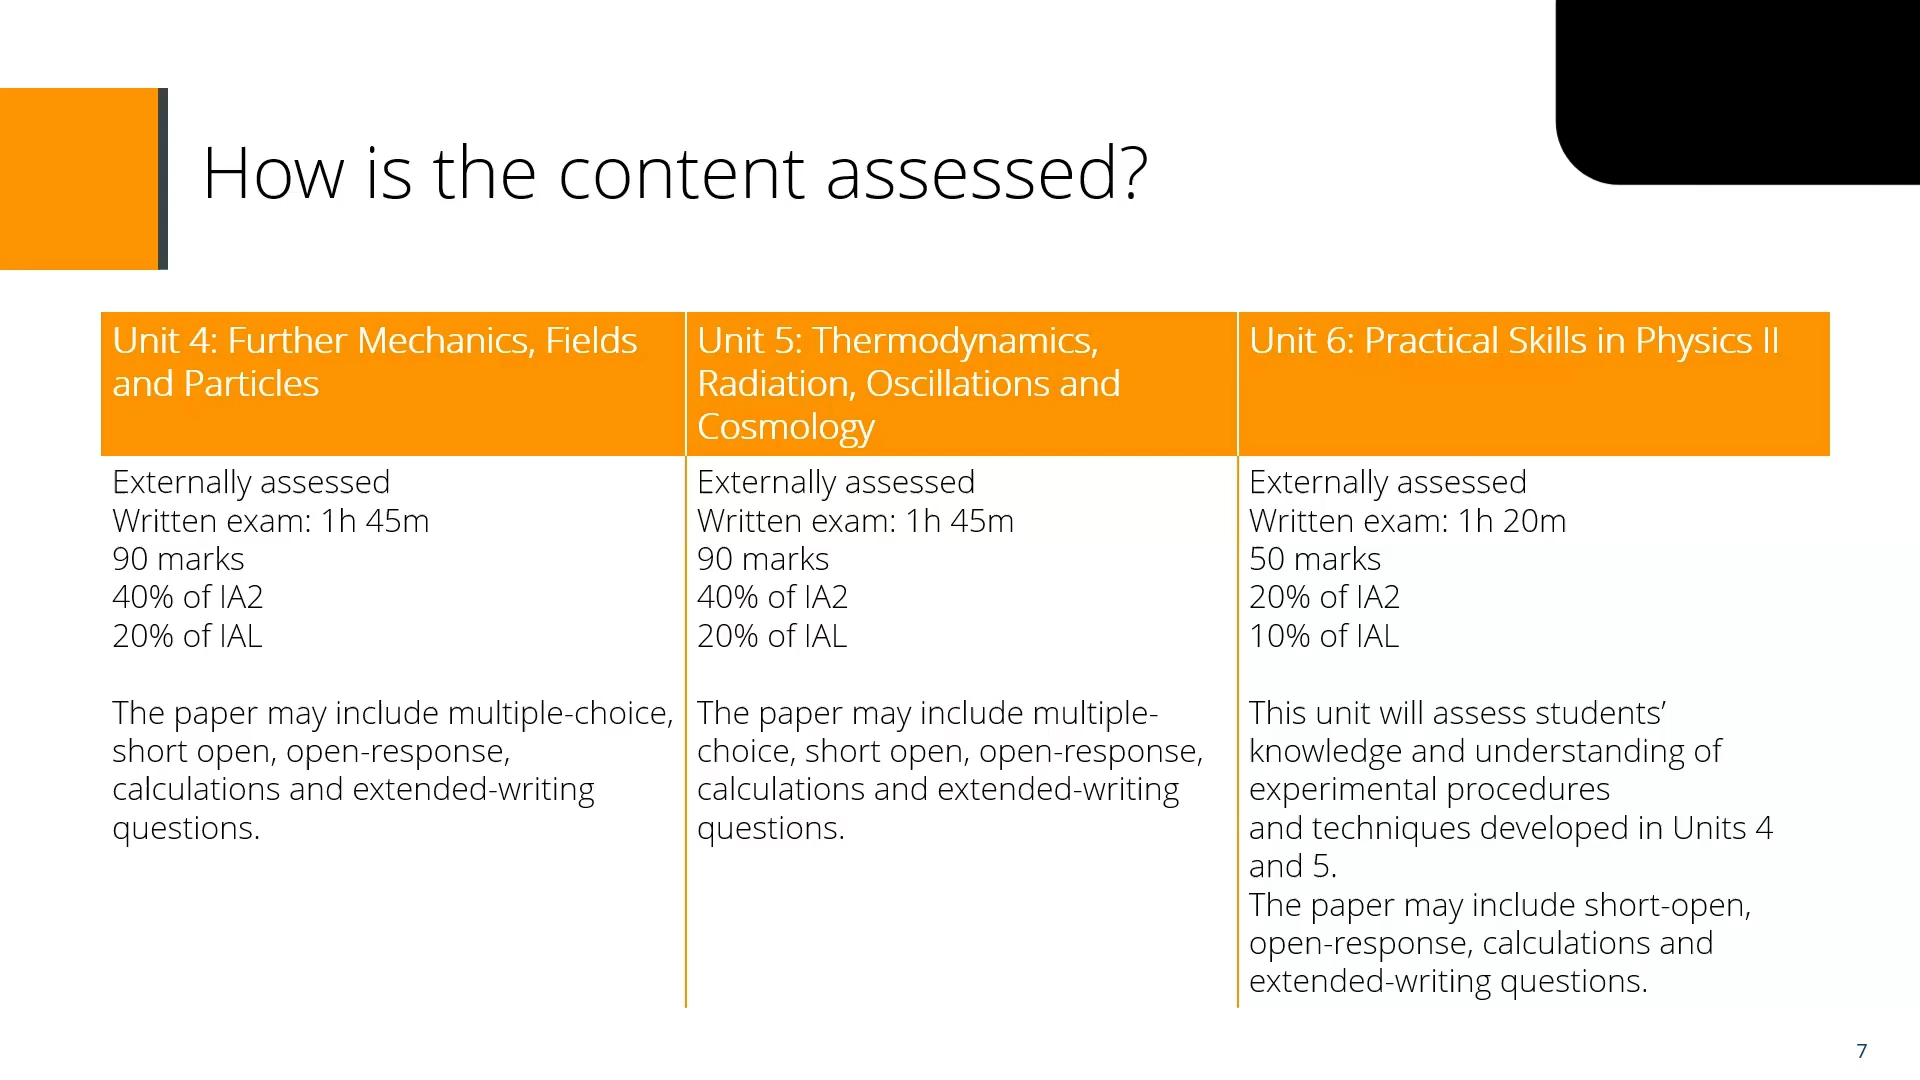 How is the content assessed?
Unit 4: Further Mechanics, Fields
and Particles
Unit 5: Thermodynamics,
Radiation, Oscillations and
Cosmology
Unit 6: Practical Skills in Physics II
Externally assessed
Written exam: 1h 45m
90 marks
40% of IA2
20% of IAL
The paper may include multiple-choice,
short open, open-response,
calculations and extended-writing
questions.
Externally assessed
Written exam: 1h 45m
90 marks
40% of IA2
20% of IAL
The paper may include multiple-
choice, short open, open-response,
calculations and extended-writing
questions.
Externally assessed
Written exam: 1h 20m
50 marks
20% of IA2
10% of IAL
This unit will assess students’
knowledge and understanding of
experimental procedures
and techniques developed in Units 4
and 5.
The paper may include short-open,
open-response, calculations and
extended-writing questions.
7